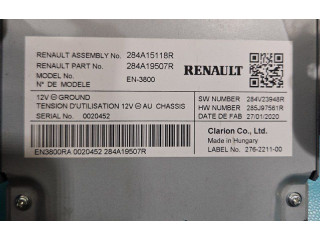 RENAULT ASSEMBLY No. 284A15118R
RENAULT PART No. 284A19507R
MODEL No. EN-3800
N° DE MODELE
RENAULT
12V ⊖ GROUND
TENSION D'UTILISATION 12V ⊖ AU CHASSIS
SERIAL NUMBER 0020452
EN3800RA 0020452 284A19507R
SW NUMBER 284V23948R
HW NUMBER 285J97561R
DATE DE FAB 27/01/2020
Clarion Co., Ltd.
Made in Hungary
LABEL No. 276-2211-00